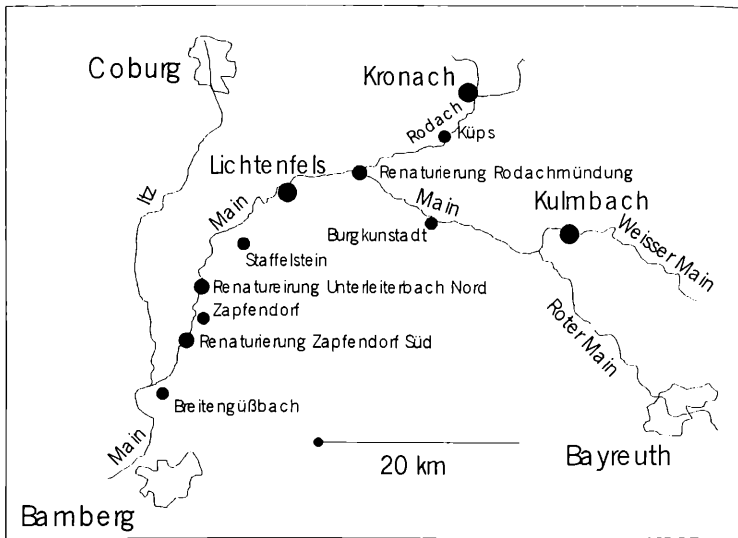 Coburg
Kronach
Rodach
Küps
Lichtenfels
Renaturierung Rodachmündung
Itz
Main
Main
Kulmbach
Burgkunstadt
Weisser Main
Staffelstein
Renatureirung Unterleiterbach Nord
Zapfendorf
Roter Main
Renaturierung Zapfendorf Süd
Breitengüßbach
Main
20 km
Bayreuth
Bamberg